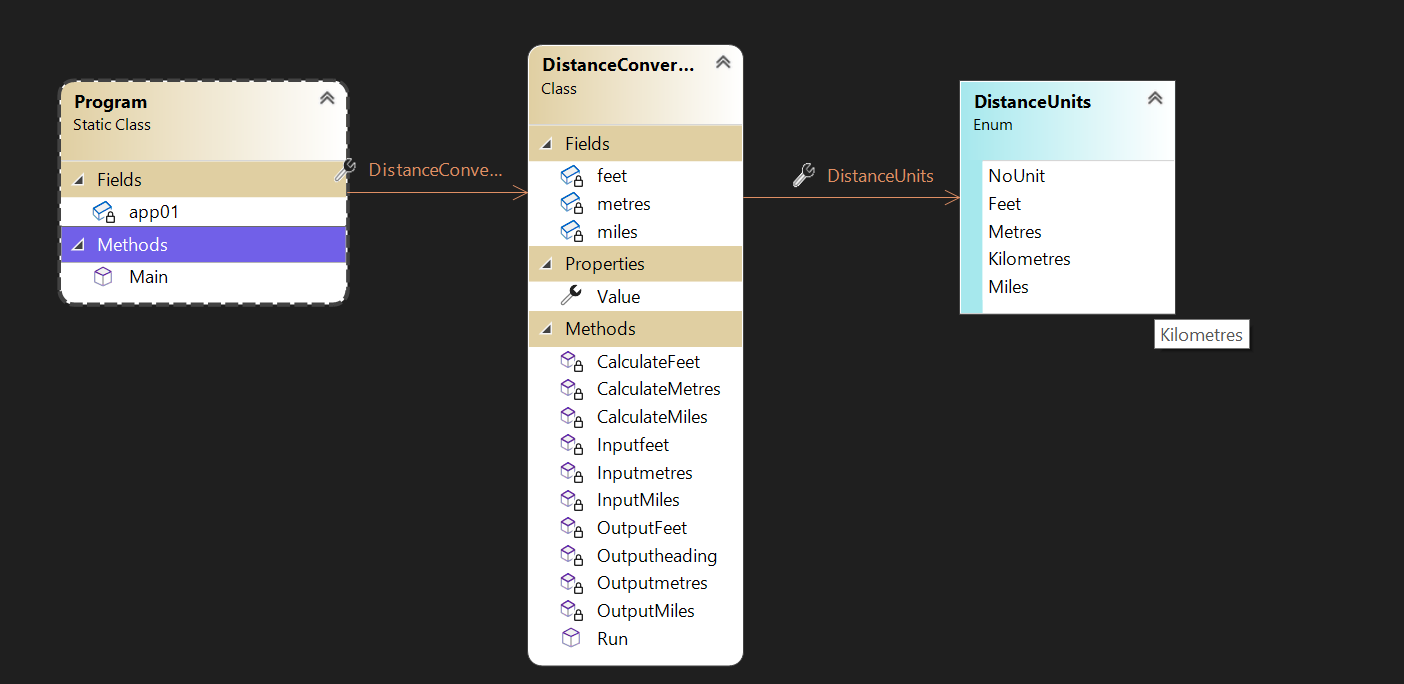 Program
Static Class
Fields
app01
Methods
Main
DistanceConve...
DistanceConver...
Class
Fields
feet
metres
miles
Properties
Value
Methods
CalculateFeet
CalculateMetres
CalculateMiles
Inputfeet
Inputmetres
InputMiles
OutputFeet
Outputheading
Outputmetres
OutputMiles
Run
DistanceUnits
DistanceUnits
Enum
NoUnit
Feet
Metres
Kilometres
Miles
Kilometres